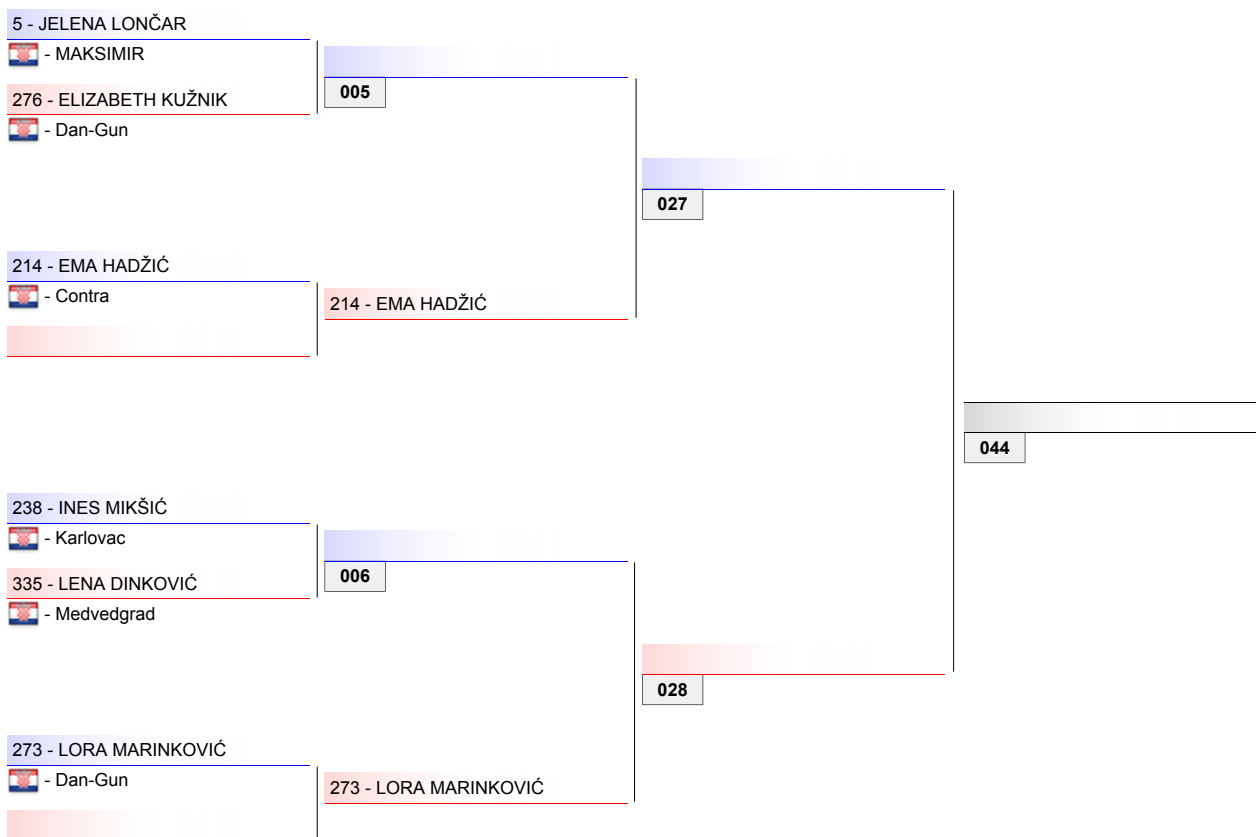 5 - JELENA LONČAR
- MAKSIMIR
276 - ELIZABETH KUŽNIK
- Dan-Gun
005
027
214 - EMA HADŽIĆ
- Contra
214 - EMA HADŽIĆ
044
238 - INES MIKŠIĆ
- Karlovac
335 - LENA DINKOVIĆ
- Medvedgrad
006
028
273 - LORA MARINKOVIĆ
- Dan-Gun
273 - LORA MARINKOVIĆ